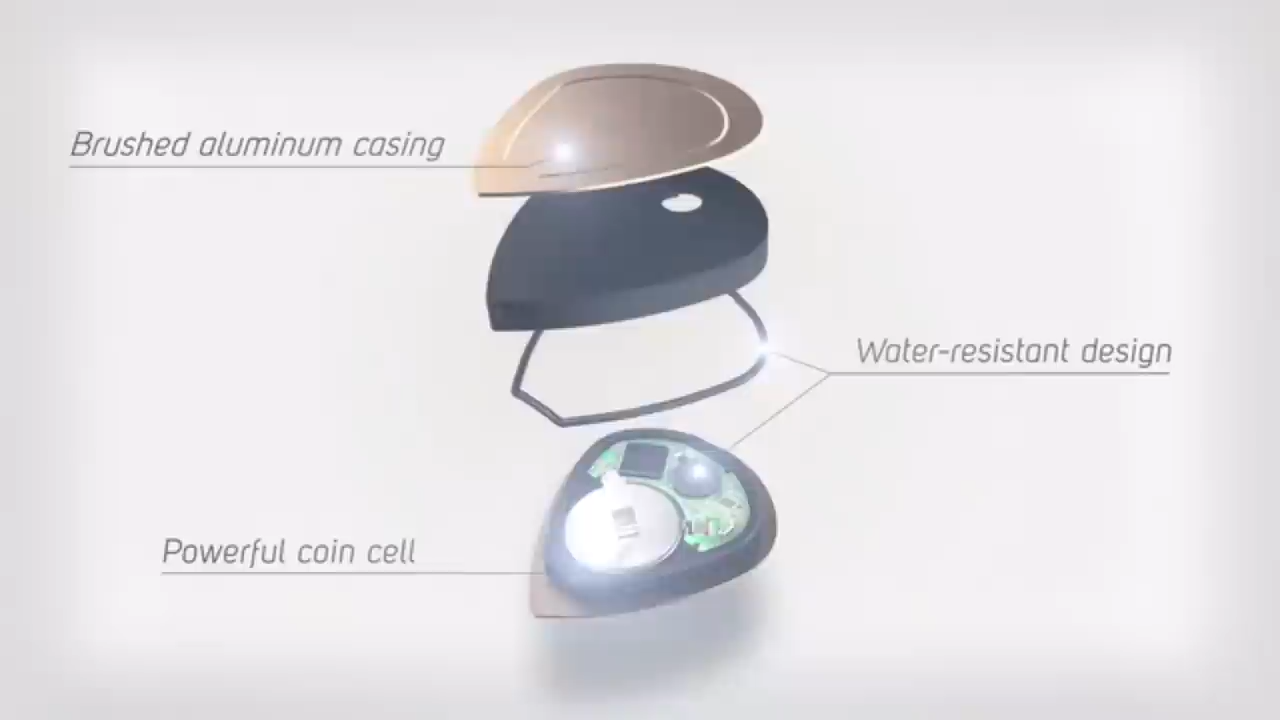 Brushed aluminum casing
Water-resistant design
Powerful coin cell